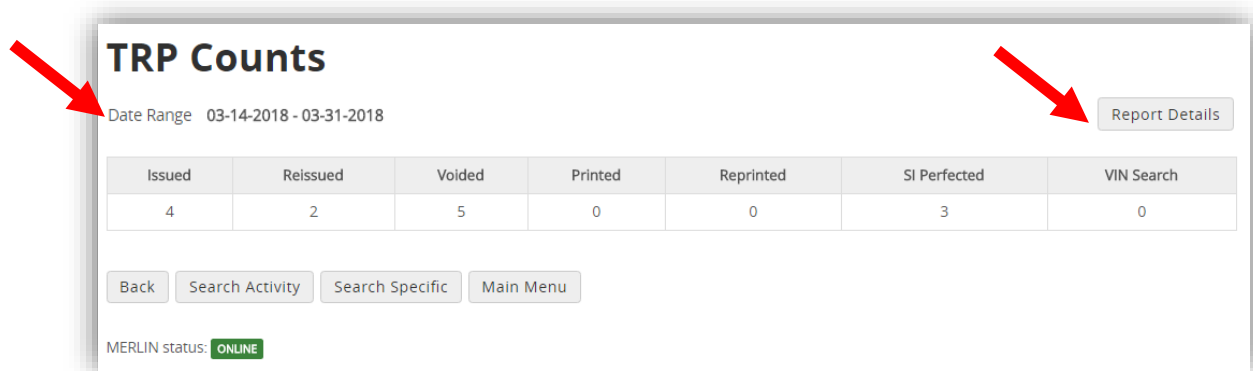 TRP Counts
Date Range 03-14-2018 - 03-31-2018
Report Details
Issued Reissued Voided Printed Reprinted SI Perfected VIN Search
4 2 5 0 0 3 0
Back Search Activity Search Specific Main Menu
MERLIN status: ONLINE